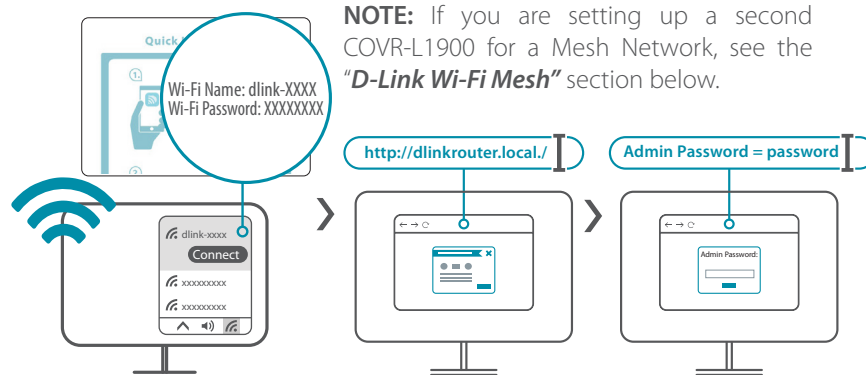 NOTE: If you are setting up a second
COVR-L1900 for a Mesh Network, see the
“D-Link Wi-Fi Mesh” section below.
Quick
1.
Wi-Fi Name: dlink-XXXX
Wi-Fi Password: XXXXXXXX
dlink-xxxx
Connect
xxxxxxxxx
xxxxxxxxx
http://dlinkrouter.local./
Admin Password = password
Admin Password: